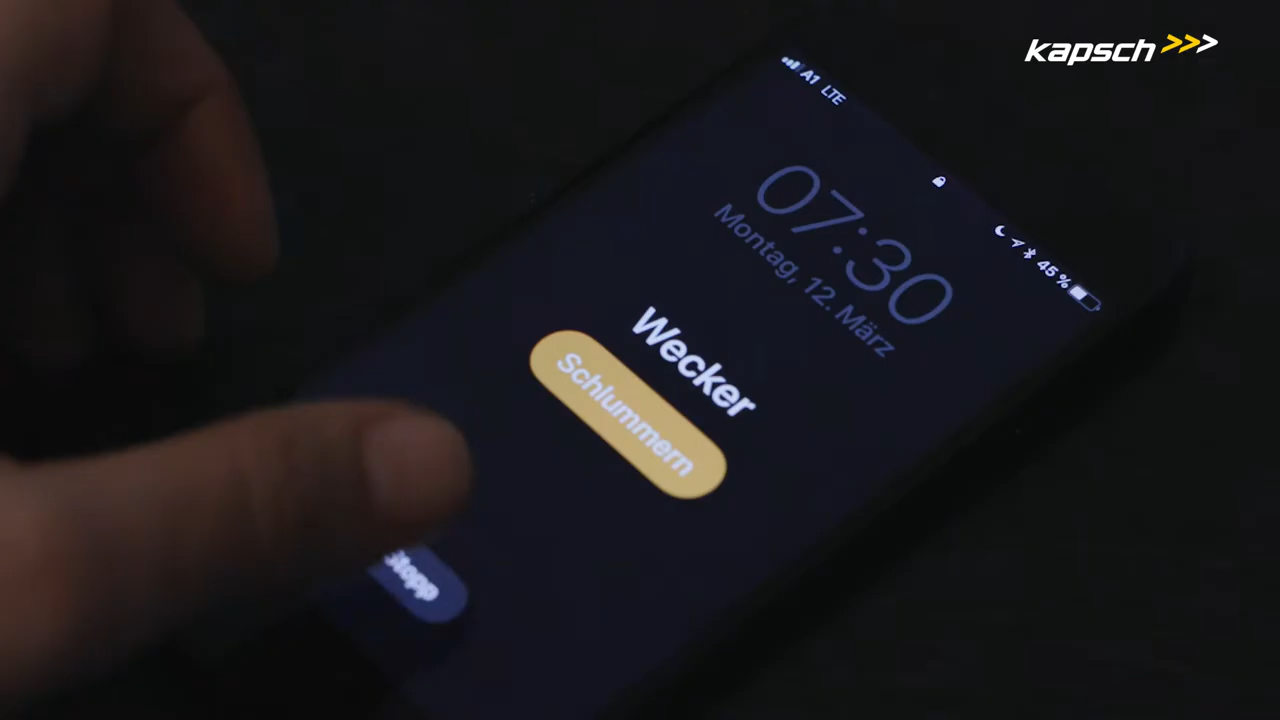 kapsch
A1 LTE
45%
07:30
Montag, 12. März
Wecker
Schlummern
Stopp